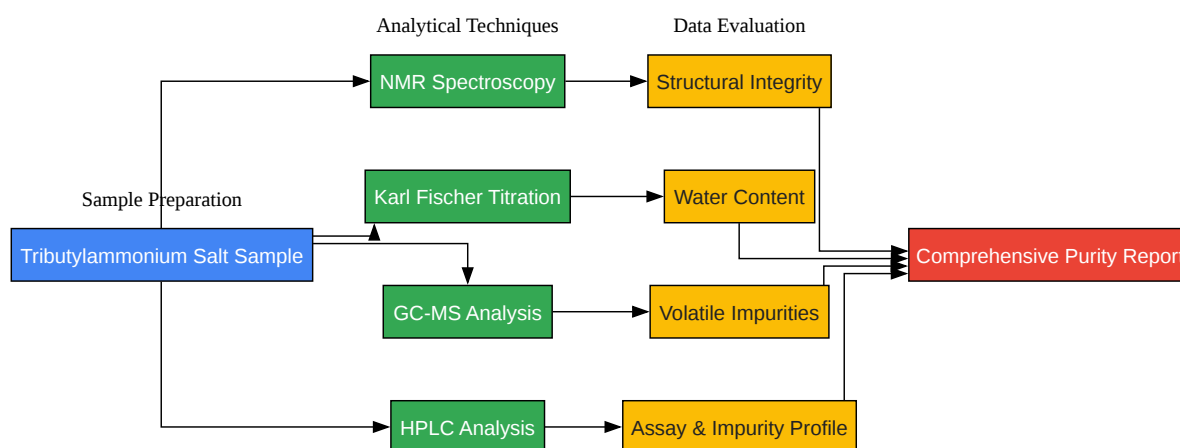 Analytical Techniques
Data Evaluation
NMR Spectroscopy
Structural Integrity
Sample Preparation
Karl Fischer Titration
Water Content
Tributylammonium Salt Sample
Comprehensive Purity Report
GC-MS Analysis
Volatile Impurities
HPLC Analysis
Assay & Impurity Profile